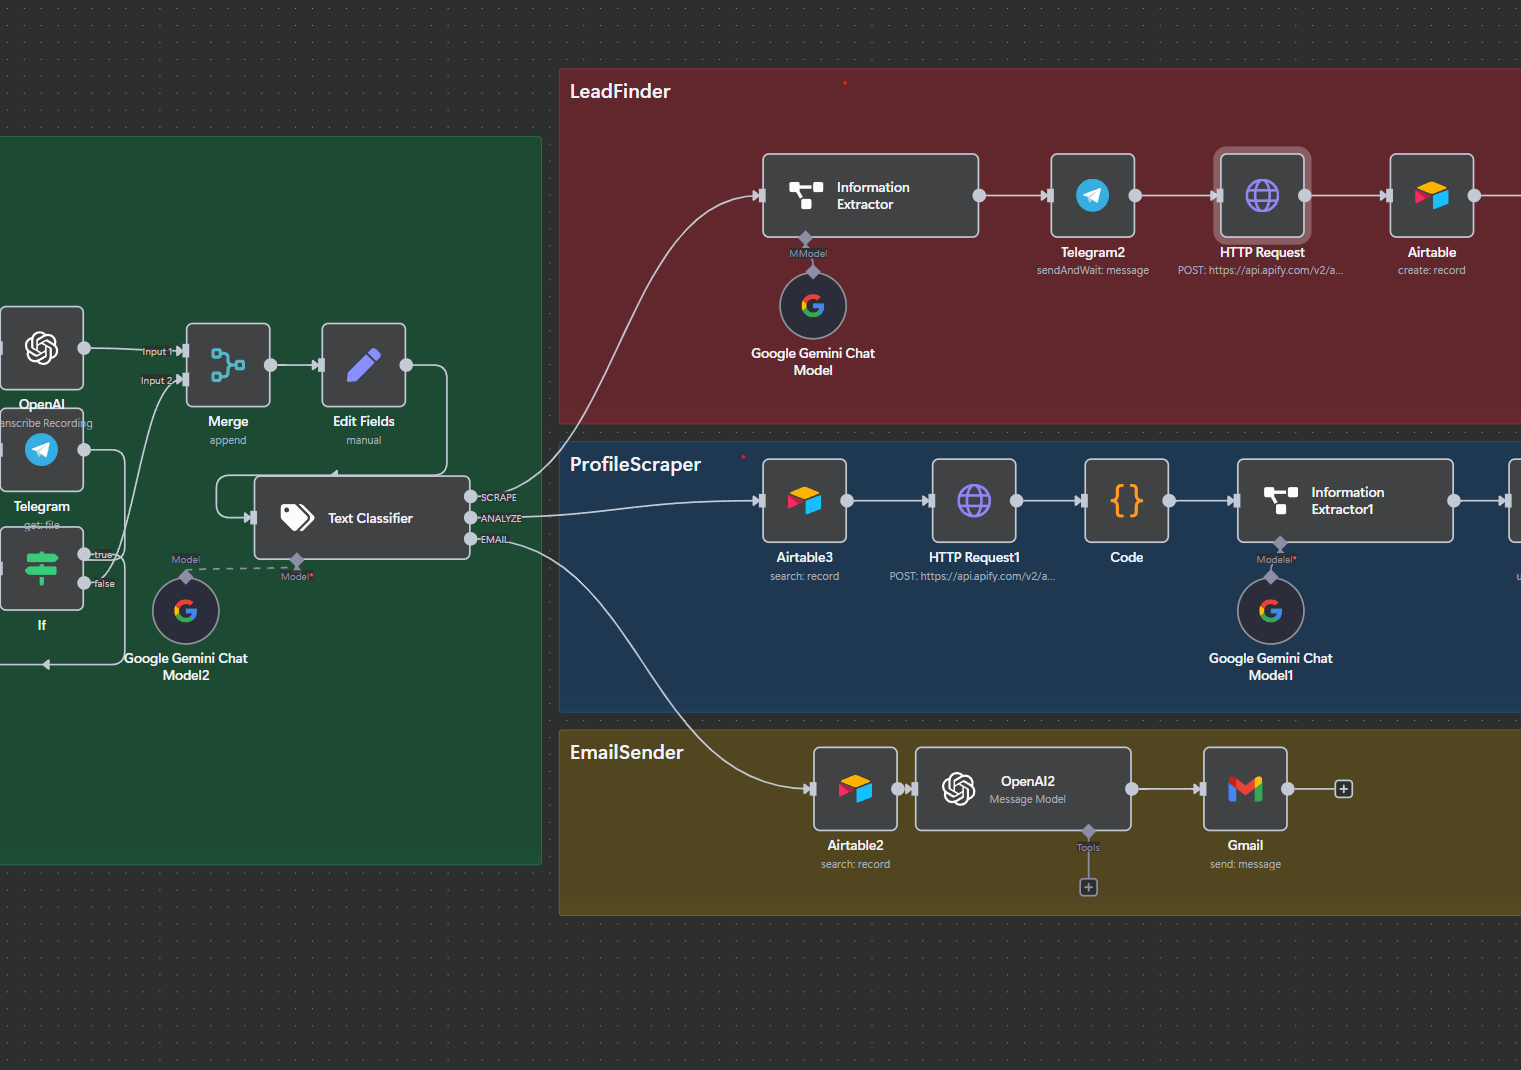 LeadFinder
Information
Extractor
MModel
Google Gemini Chat
Model
Telegram2
sendAndWait: message
HTTP Request
POST: https://api.apify.com/v2/a...
Airtable
create: record
OpenAI
anscribe Recording
Telegram
get: file
If
true
false
Input 1
Input 2
Merge
append
Edit Fields
manual
Text Classifier
SCRAPE
ANALYZE
EMAIL
Model
Model*
Google Gemini Chat
Model2
ProfileScraper
Airtable3
search: record
HTTP Request1
POST: https://api.apify.com/v2/a...
{}
Code
Information
Extractor1
Google Gemini Chat
Model1
EmailSender
Airtable2
search: record
OpenAI2
Message Model
Tools
Gmail
send: message